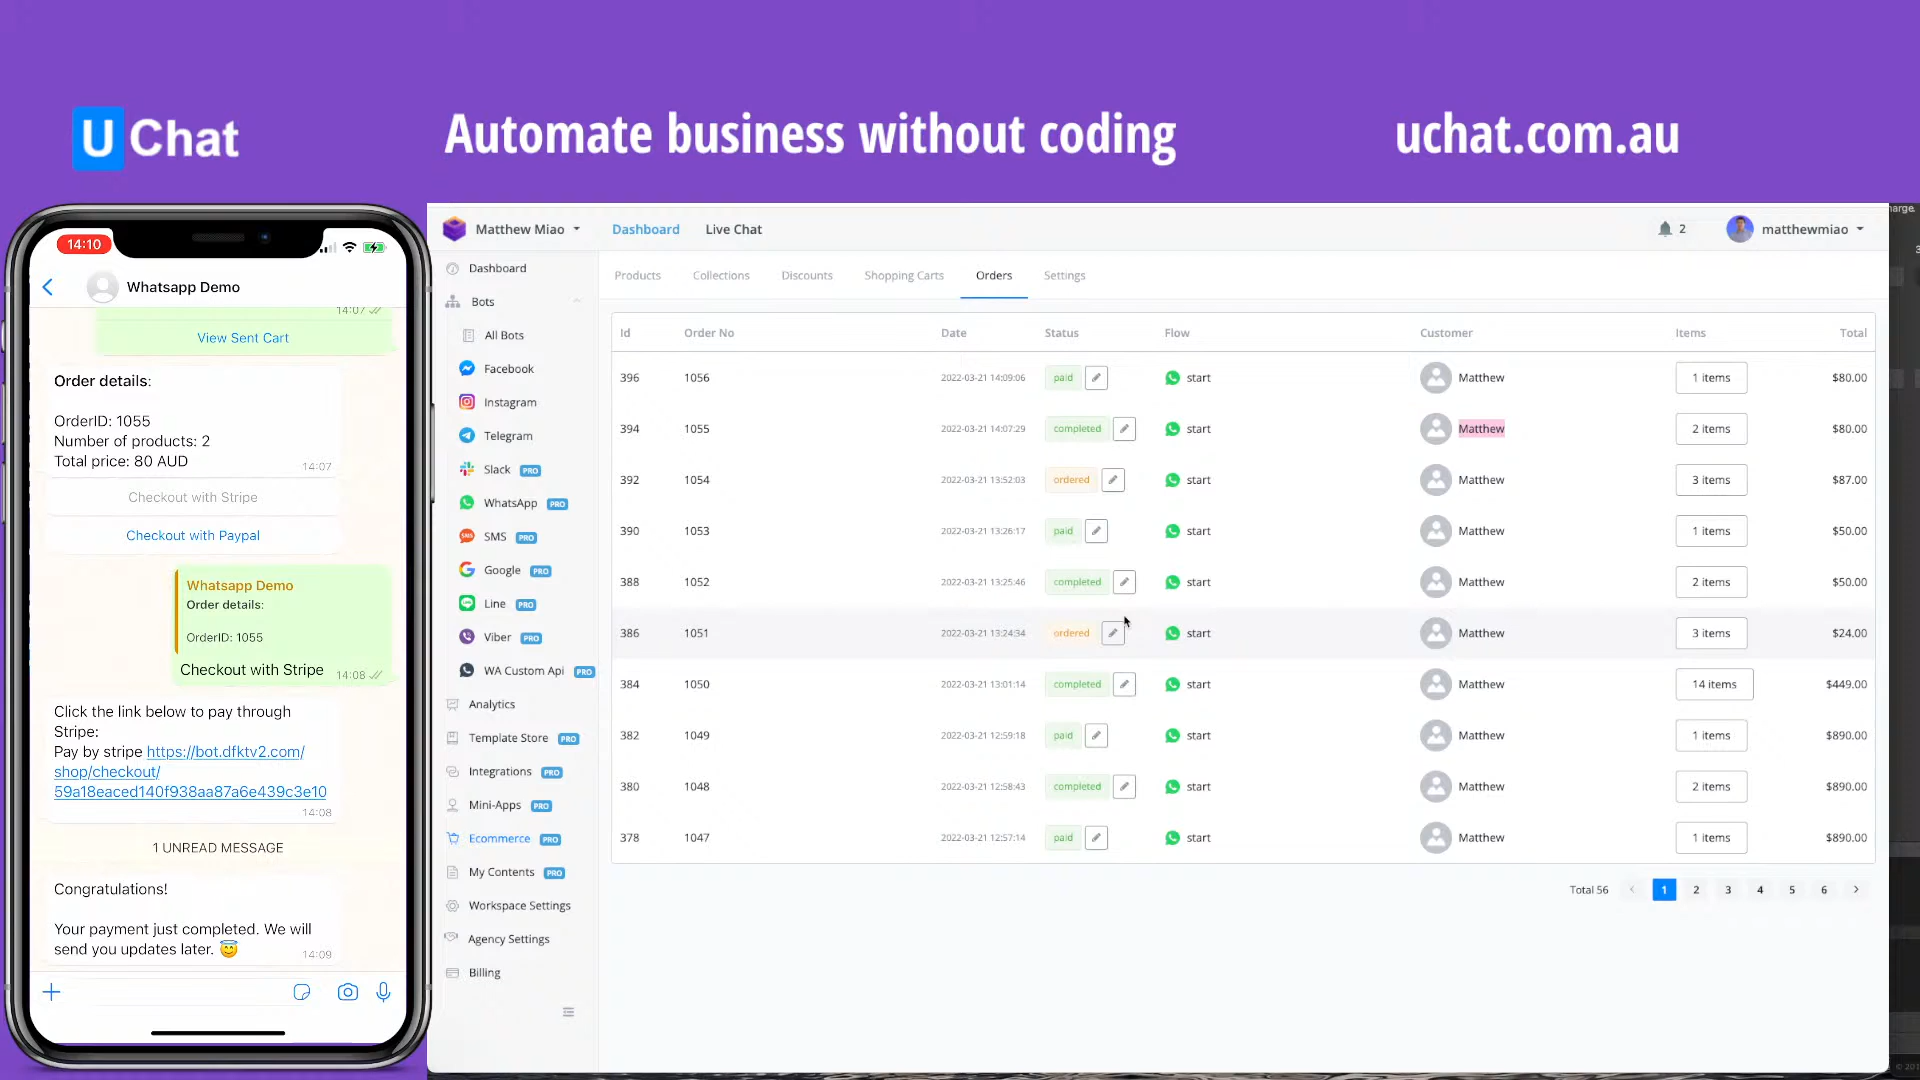 U Chat
Automate business without coding
uchat.com.au
14:10
Whatsapp Demo
14:07
View Sent Cart
Order details:
OrderID: 1055
Number of products: 2
Total price: 80 AUD
14:07
Checkout with Stripe
Checkout with Paypal
Whatsapp Demo
Order details:
OrderID: 1055
Checkout with Stripe
14:08
Click the link below to pay through
Stripe:
Pay by stripe https://bot.dfktv2.com/
shop/checkout/
59a18eaced140f938aa87a6e439c3e10
14:08
1 UNREAD MESSAGE
Congratulations!
Your payment just completed. We will
send you updates later. 😇
14:09
Matthew Miao Dashboard Live Chat 2 matthewmiao
Dashboard
Bots
All Bots
Facebook
Instagram
Telegram
Slack PRO
WhatsApp PRO
SMS PRO
Google PRO
Line PRO
Viber PRO
WA Custom Api PRO
Analytics
Template Store PRO
Integrations PRO
Mini-Apps PRO
Ecommerce PRO
My Contents PRO
Workspace Settings
Agency Settings
Billing
Products Collections Discounts Shopping Carts Orders Settings
Id Order No Date Status Flow Customer Items Total
396 1056 2022-03-21 14:09:06 paid start Matthew 1 items $80.00
394 1055 2022-03-21 14:07:29 completed start Matthew 2 items $80.00
392 1054 2022-03-21 13:52:03 ordered start Matthew 3 items $87.00
390 1053 2022-03-21 13:26:17 paid start Matthew 1 items $50.00
388 1052 2022-03-21 13:25:46 completed start Matthew 2 items $50.00
386 1051 2022-03-21 13:24:34 ordered start Matthew 3 items $24.00
384 1050 2022-03-21 13:01:14 completed start Matthew 14 items $449.00
382 1049 2022-03-21 12:59:18 paid start Matthew 1 items $890.00
380 1048 2022-03-21 12:58:43 completed start Matthew 2 items $890.00
378 1047 2022-03-21 12:57:14 paid start Matthew 1 items $890.00
Total 56 1 2 3 4 5 6